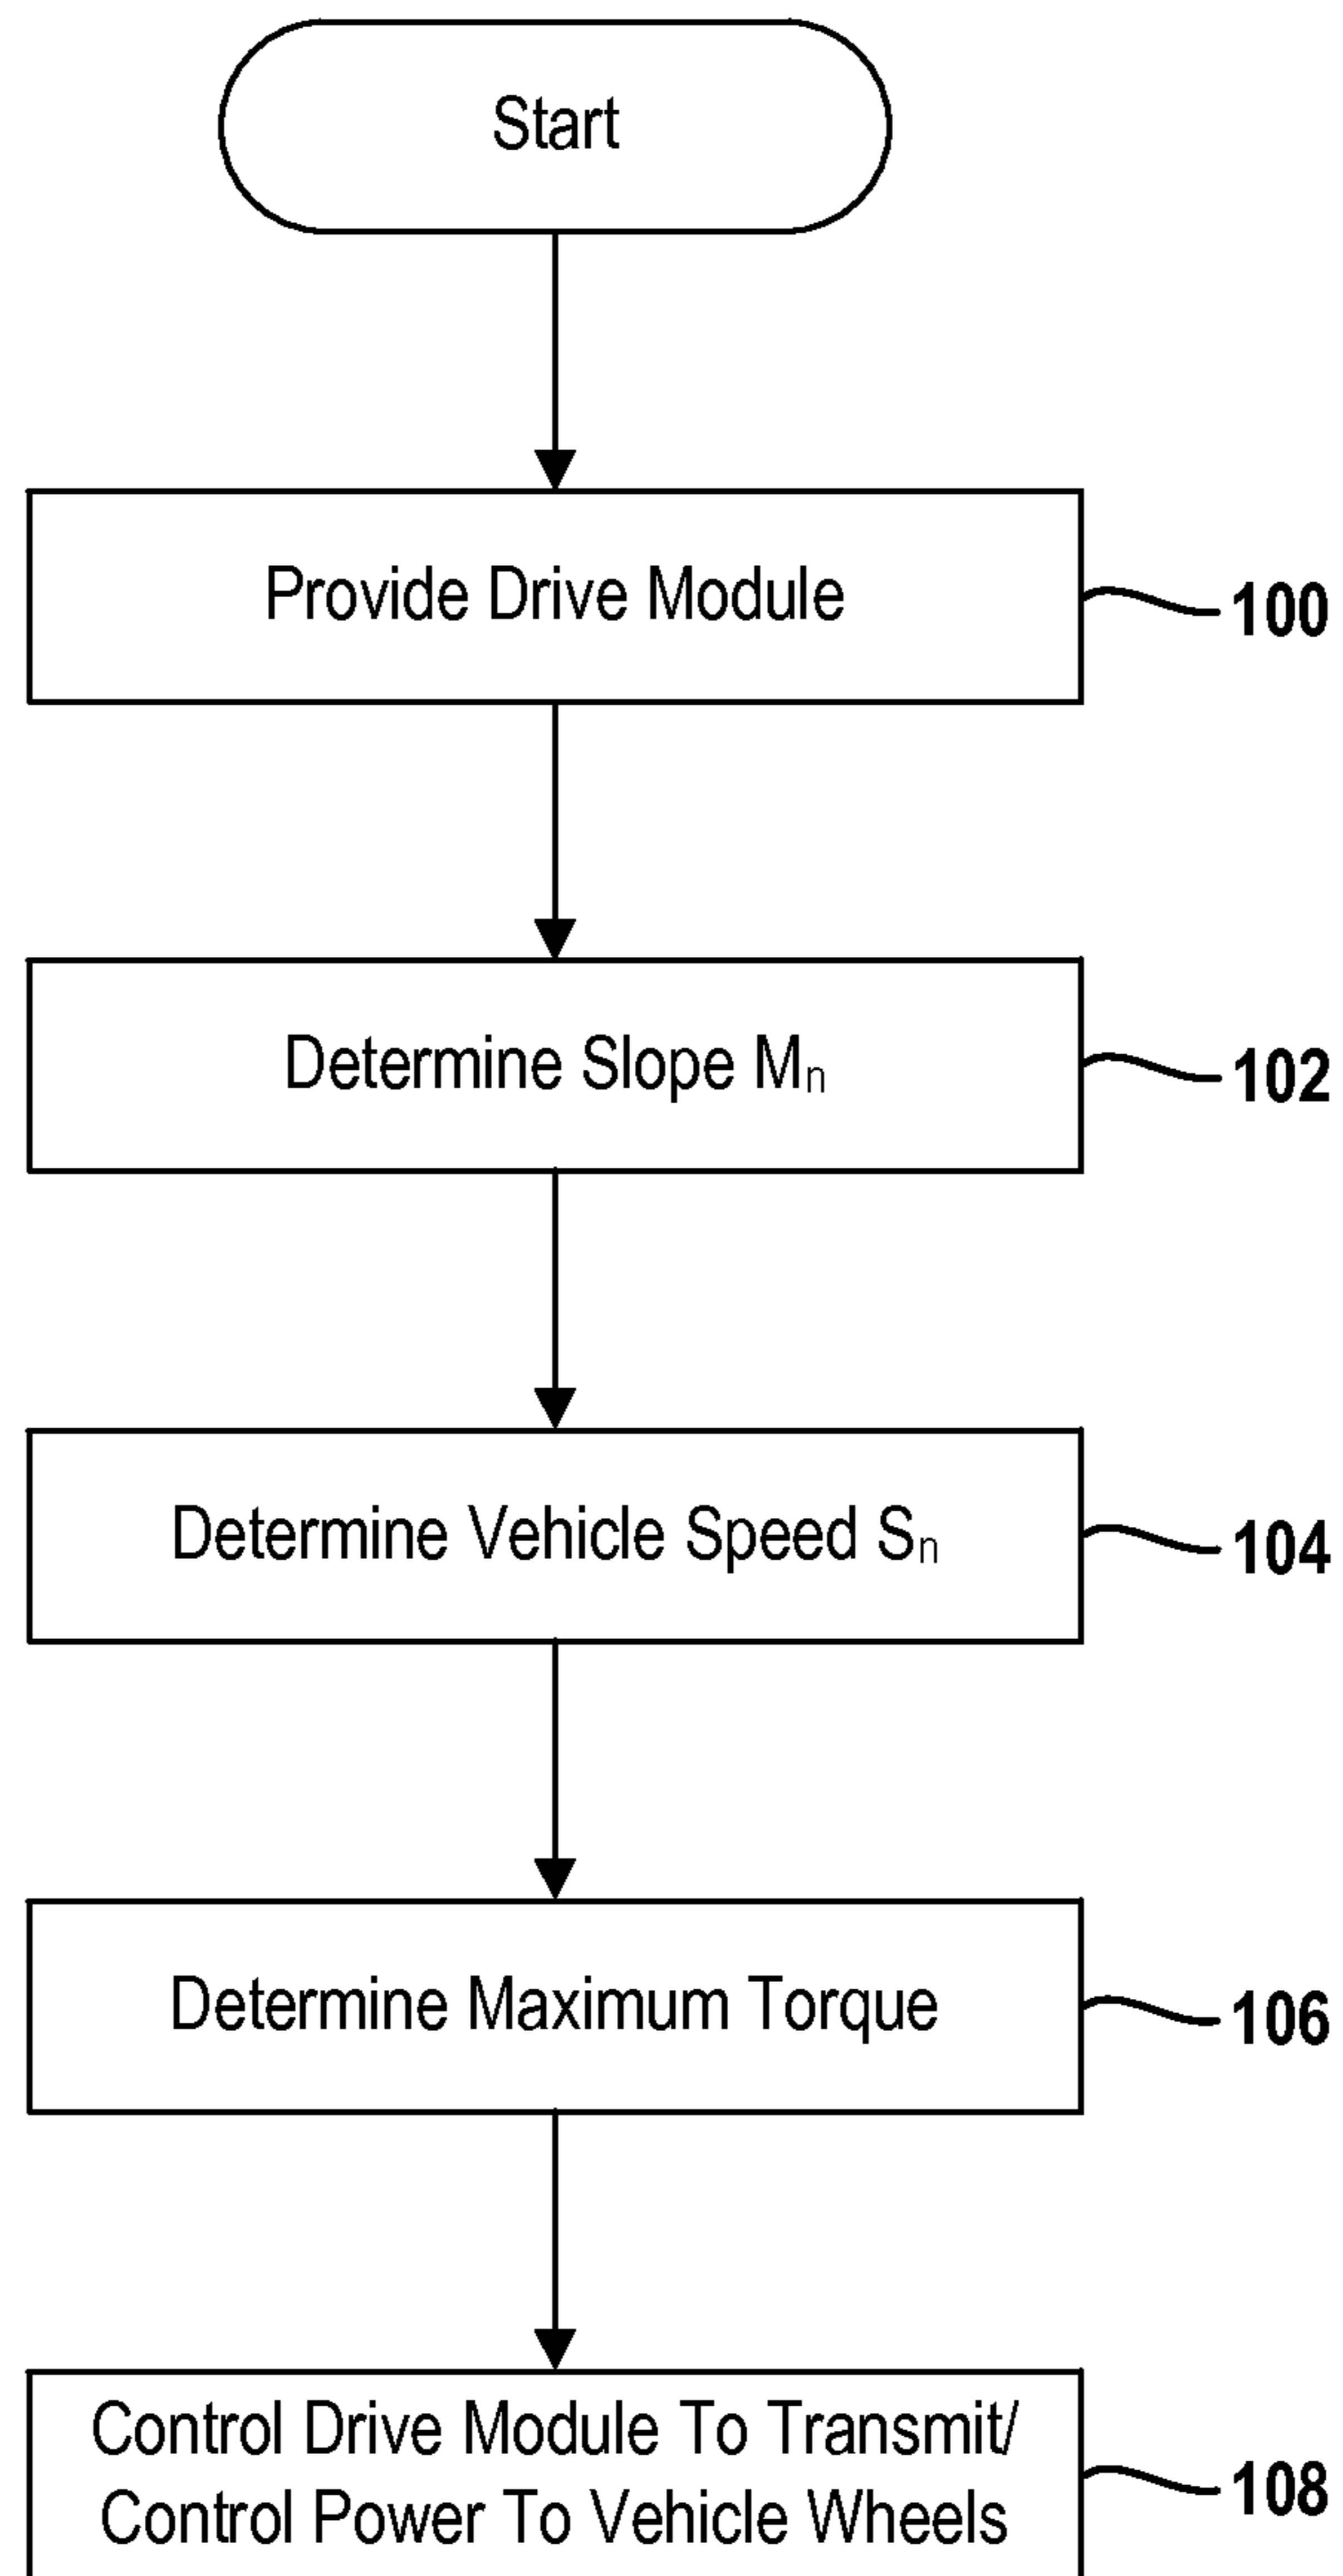 Start
Provide Drive Module
100
Determine Slope Mn
102
Determine Vehicle Speed Sn
104
Determine Maximum Torque
106
Control Drive Module To Transmit/
Control Power To Vehicle Wheels
108